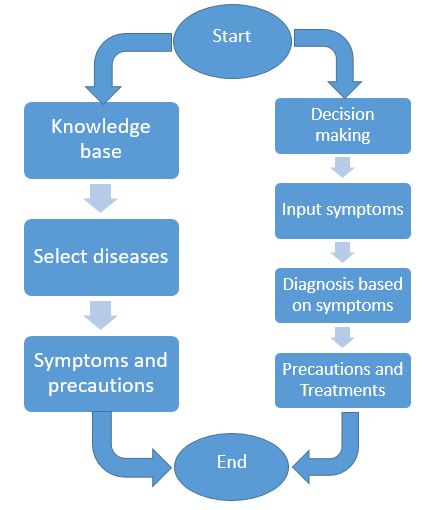 Start
Knowledge
base
Select diseases
Symptoms and
precautions
Decision
making
Input symptoms
Diagnosis based
on symptoms
Precautions and
Treatments
End